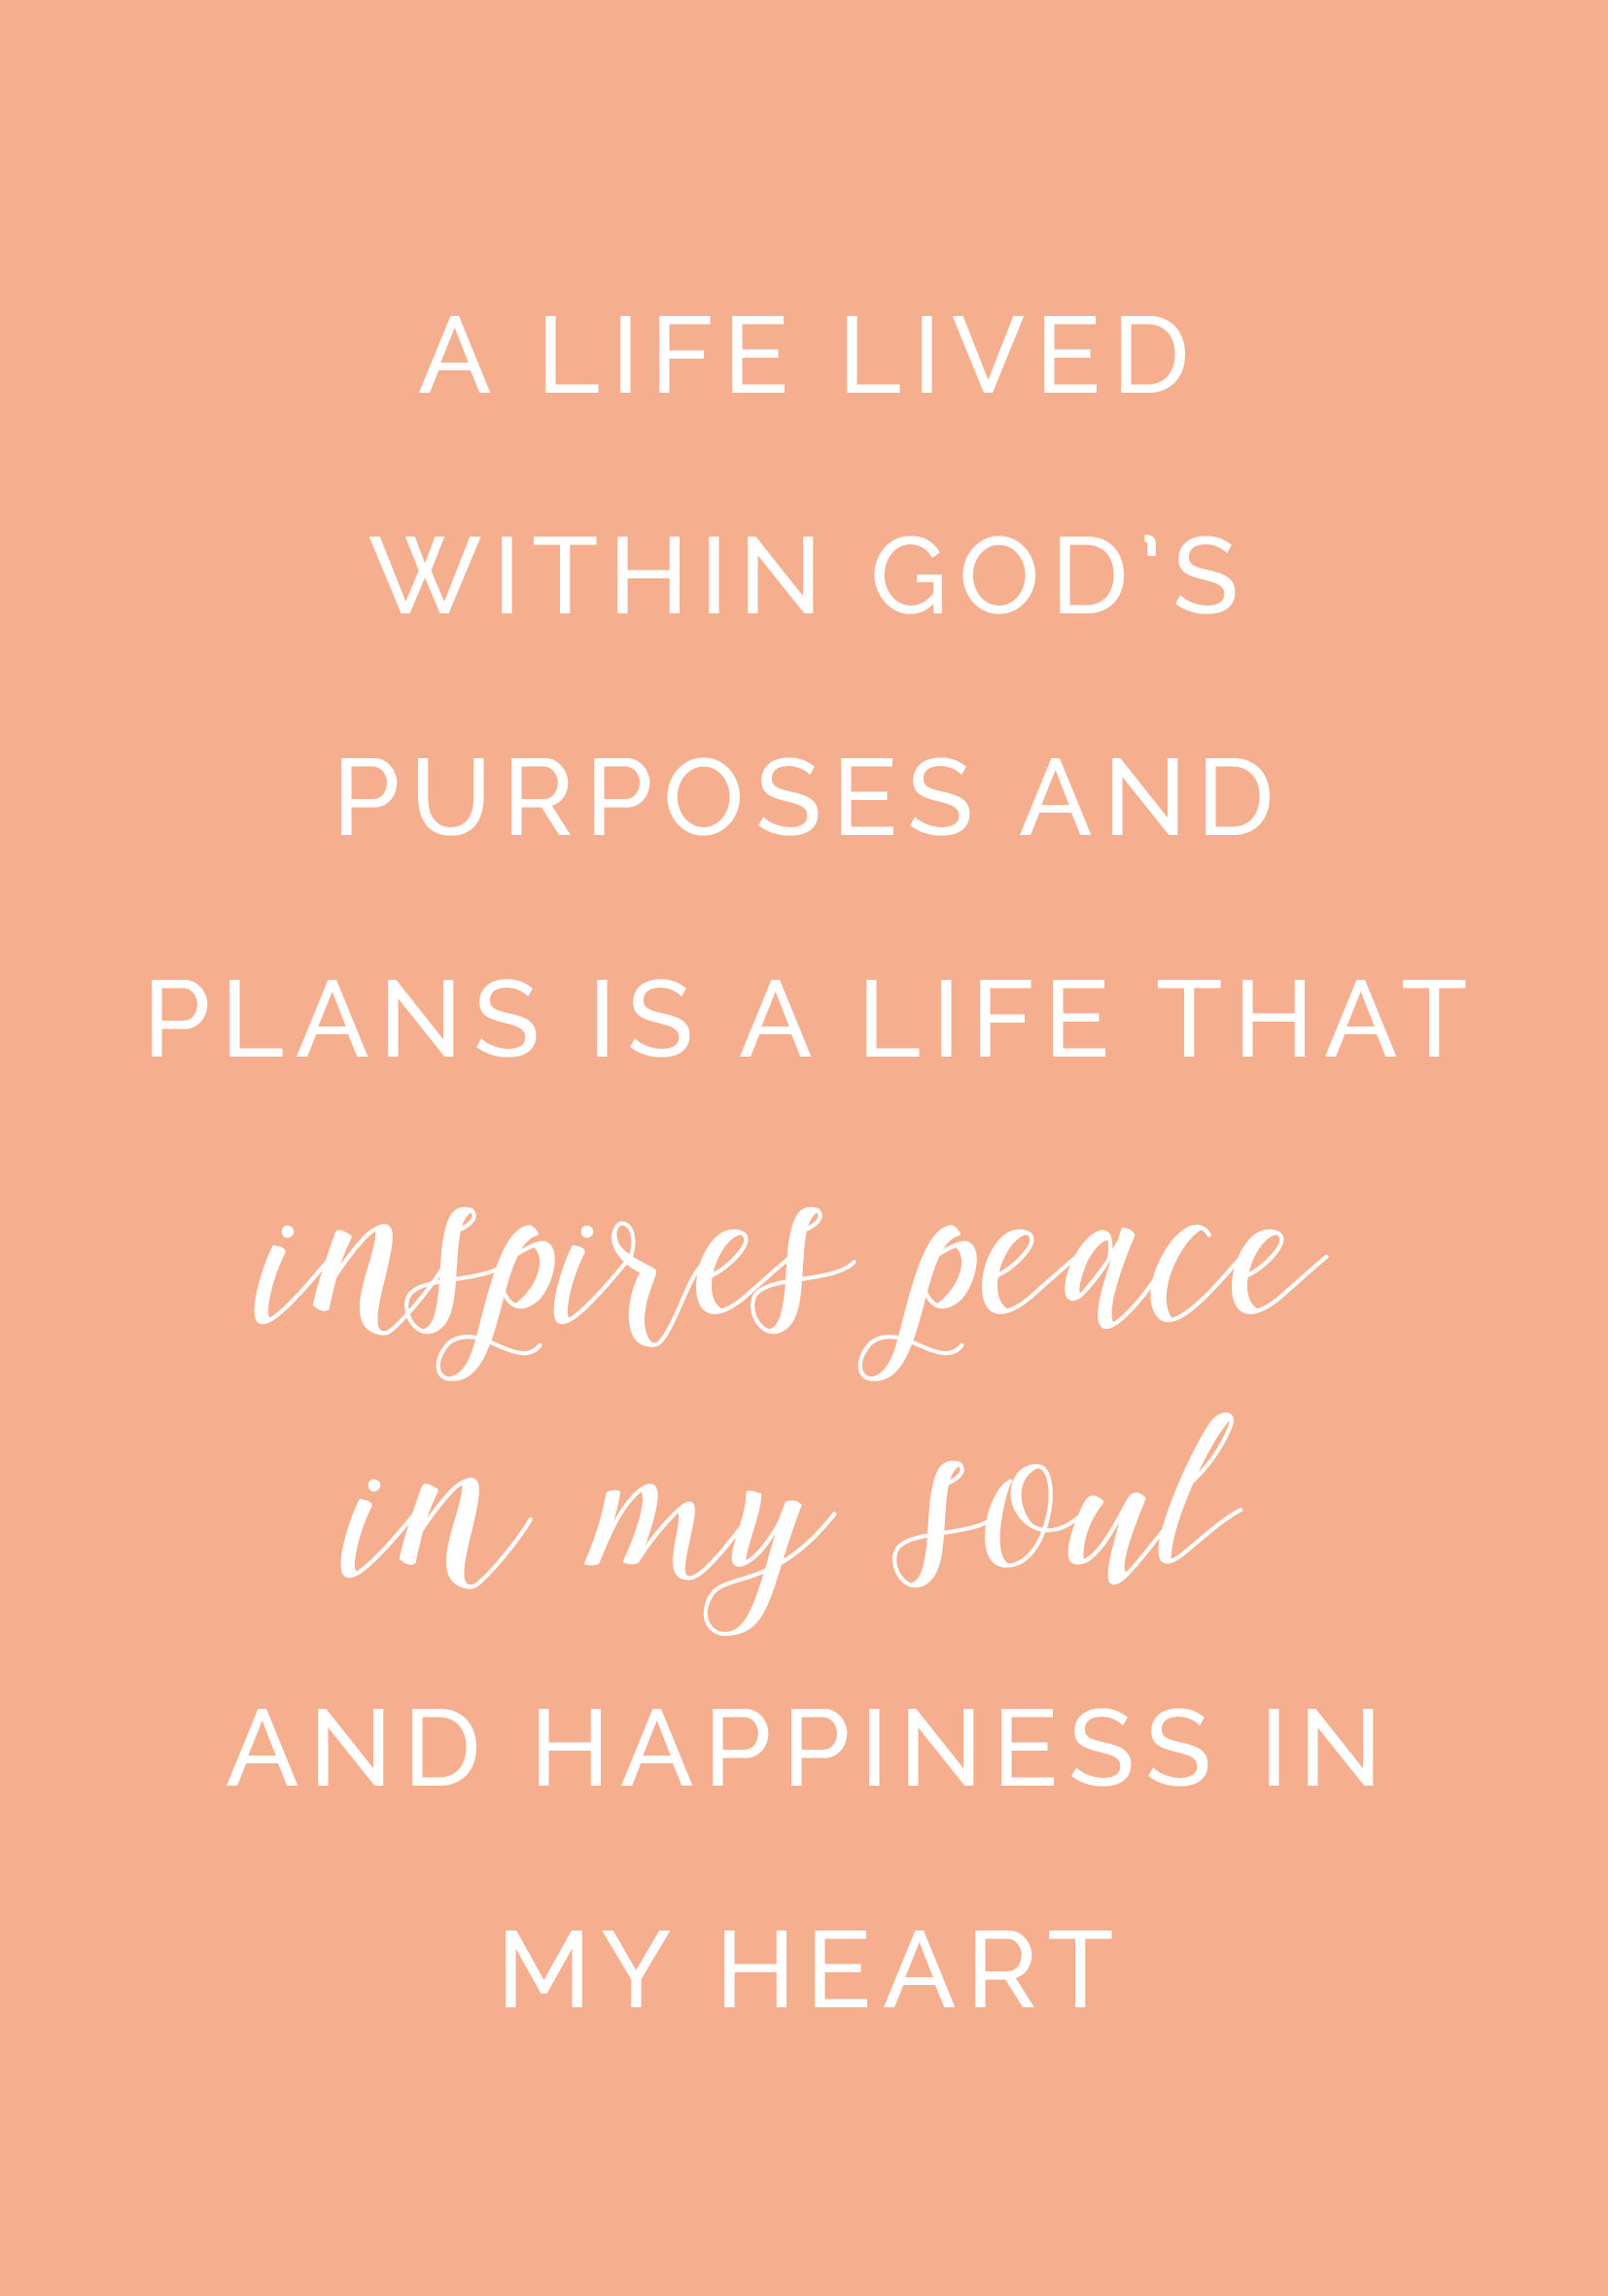 A LIFE LIVED
WITHIN GOD'S
PURPOSES AND
PLANS IS A LIFE THAT
inspires peace
in my soul
AND HAPPINESS IN
MY HEART